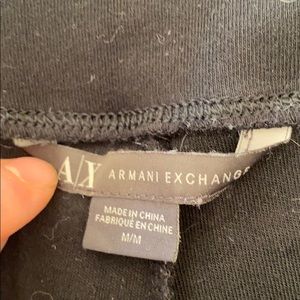 A/X ARMANI EXCHANGE
MADE IN CHINA
FABRIQUÉ EN CHINE
M/M